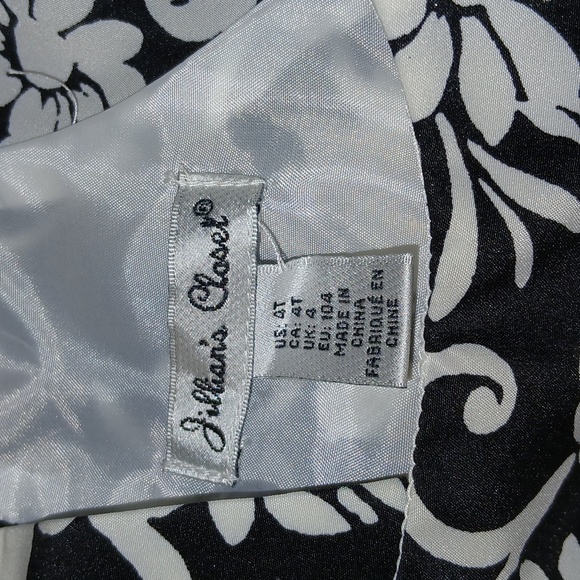 Jillian's Closet®
US: 4T
CA: 4T
UK: 4
EU: 104
MADE IN
CHINA
FABRIQUÉ EN
CHINE